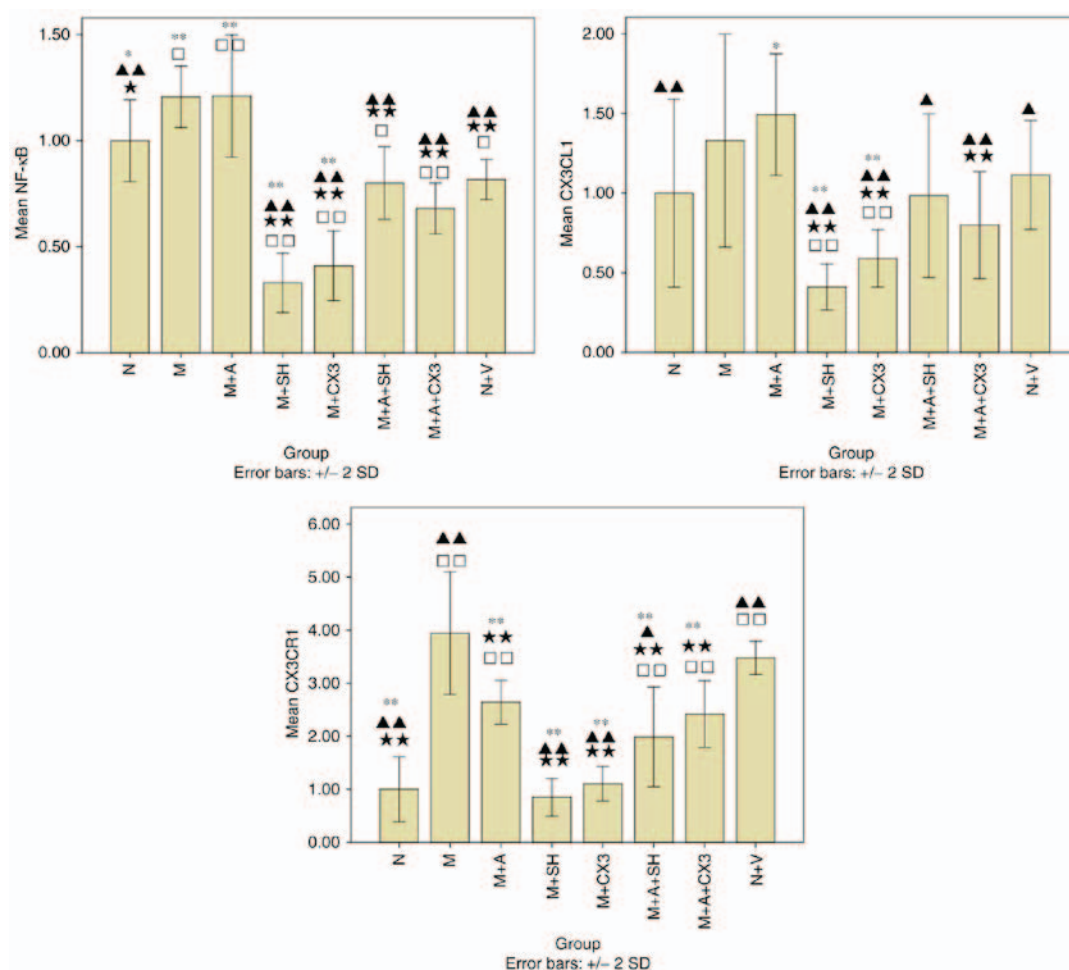 Mean NF-κB
1.50
1.00
0.50
0.00
*
**
**
▲▲
★
□
□□
**
▲▲
★★
□□
**
▲▲
★★
□□
▲▲
★★
□
▲▲
★★
□□
▲▲
★★
□
N
M
M+A
M+SH
M+CX3
M+A+SH
M+A+CX3
N+V
Group
Error bars: +/− 2 SD
Mean CX3CL1
2.00
1.50
1.00
0.50
0.00
▲▲
*
**
▲▲
★★
□□
**
▲▲
★★
□□
▲
▲▲
★★
▲
N
M
M+A
M+SH
M+CX3
M+A+SH
M+A+CX3
N+V
Group
Error bars: +/− 2 SD
Mean CX3CR1
6.00
5.00
4.00
3.00
2.00
1.00
0.00
**
▲▲
★★
▲▲
□□
**
★★
□□
**
▲▲
★★
**
▲▲
★★
**
▲
★★
□□
**
★★
□□
▲▲
□□
N
M
M+A
M+SH
M+CX3
M+A+SH
M+A+CX3
N+V
Group
Error bars: +/− 2 SD